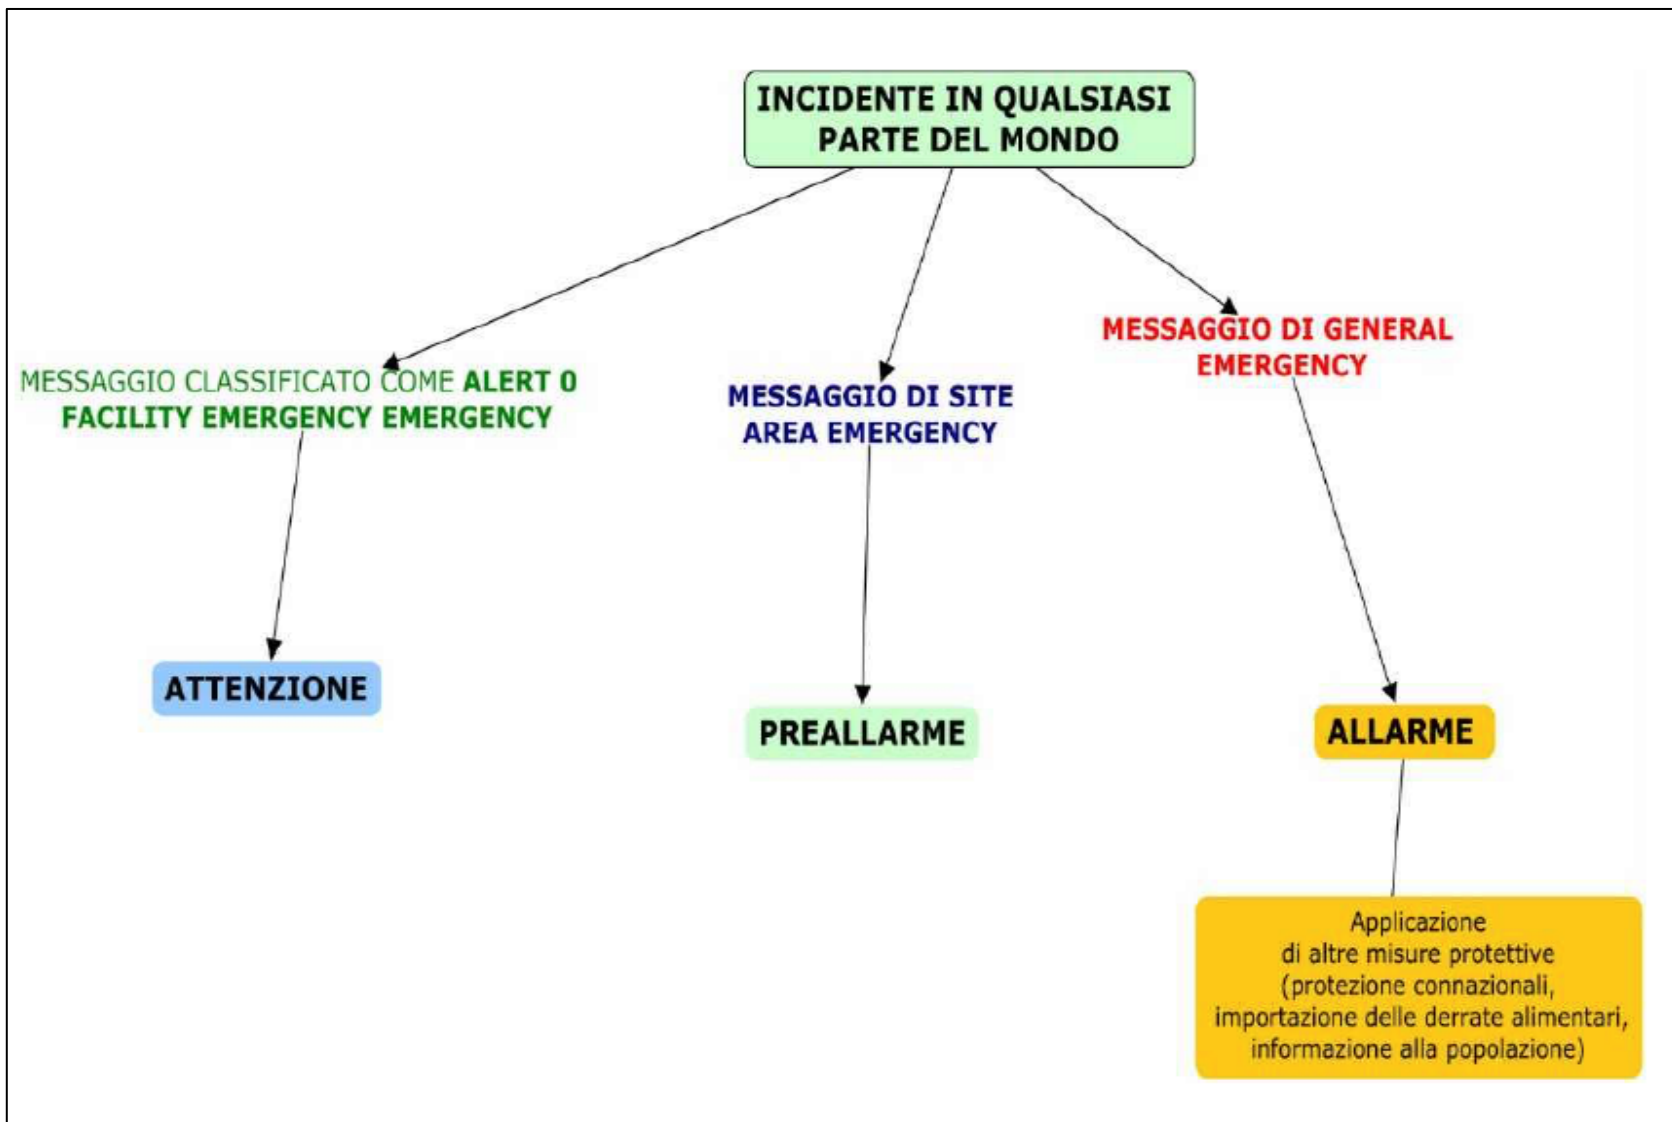 INCIDENTE IN QUALSIASI
PARTE DEL MONDO
MESSAGGIO CLASSIFICATO COME ALERT 0
FACILITY EMERGENCY EMERGENCY
MESSAGGIO DI SITE
AREA EMERGENCY
MESSAGGIO DI GENERAL
EMERGENCY
ATTENZIONE
PREALLARME
ALLARME
Applicazione
di altre misure protettive
(protezione connazionali,
importazione delle derrate alimentari,
informazione alla popolazione)